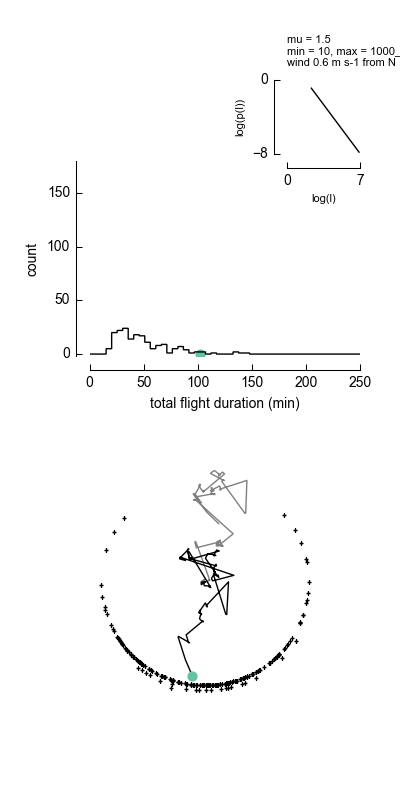 mu = 1.5
min = 10, max = 1000_
wind 0.6 m s-1 from N
0
log(p(l))
−8
0 7
log(l)
150
100
count
50
0
0 50 100 150 200 250
total flight duration (min)